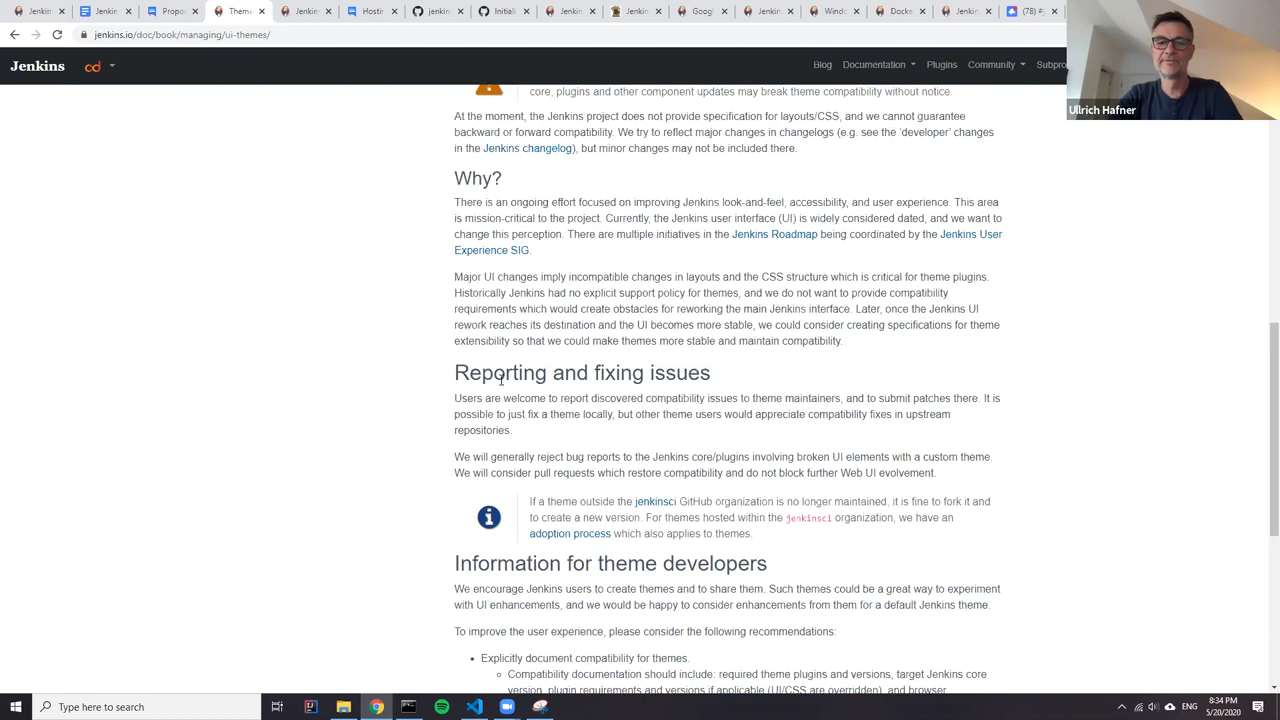 Jenkin
Docum
Propo
Theme
Jenkin
Hostin
jenkins
Initial
Jenkin
Jenkin
Googl
Jenkin
Wind
Docke
Jenkin
(78) #
jenkins.io/doc/book/managing/ui-themes/
Jenkins cd Blog Documentation Plugins Community Subpro
Ullrich Hafner
core, plugins and other component updates may break theme compatibility without notice.
At the moment, the Jenkins project does not provide specification for layouts/CSS, and we cannot guarantee
backward or forward compatibility. We try to reflect major changes in changelogs (e.g. see the 'developer' changes
in the Jenkins changelog), but minor changes may not be included there.
Why?
There is an ongoing effort focused on improving Jenkins look-and-feel, accessibility, and user experience. This area
is mission-critical to the project. Currently, the Jenkins user interface (UI) is widely considered dated, and we want to
change this perception. There are multiple initiatives in the Jenkins Roadmap being coordinated by the Jenkins User
Experience SIG.
Major UI changes imply incompatible changes in layouts and the CSS structure which is critical for theme plugins.
Historically Jenkins had no explicit support policy for themes, and we do not want to provide compatibility
requirements which would create obstacles for reworking the main Jenkins interface. Later, once the Jenkins UI
rework reaches its destination and the UI becomes more stable, we could consider creating specifications for theme
extensibility so that we could make themes more stable and maintain compatibility.
Reporting and fixing issues
Users are welcome to report discovered compatibility issues to theme maintainers, and to submit patches there. It is
possible to just fix a theme locally, but other theme users would appreciate compatibility fixes in upstream
repositories.
We will generally reject bug reports to the Jenkins core/plugins involving broken UI elements with a custom theme.
We will consider pull requests which restore compatibility and do not block further Web UI evolvement.
If a theme outside the jenkinsci GitHub organization is no longer maintained, it is fine to fork it and
to create a new version. For themes hosted within the jenkinsci organization, we have an
adoption process which also applies to themes.
Information for theme developers
We encourage Jenkins users to create themes and to share them. Such themes could be a great way to experiment
with UI enhancements, and we would be happy to consider enhancements from them for a default Jenkins theme.
To improve the user experience, please consider the following recommendations:
• Explicitly document compatibility for themes.
Compatibility documentation should include: required theme plugins and versions, target Jenkins core
version, plugin requirements and versions if applicable (UI/CSS are overridden), and browser
Type here to search
ENG
8:34 PM
5/20/2020